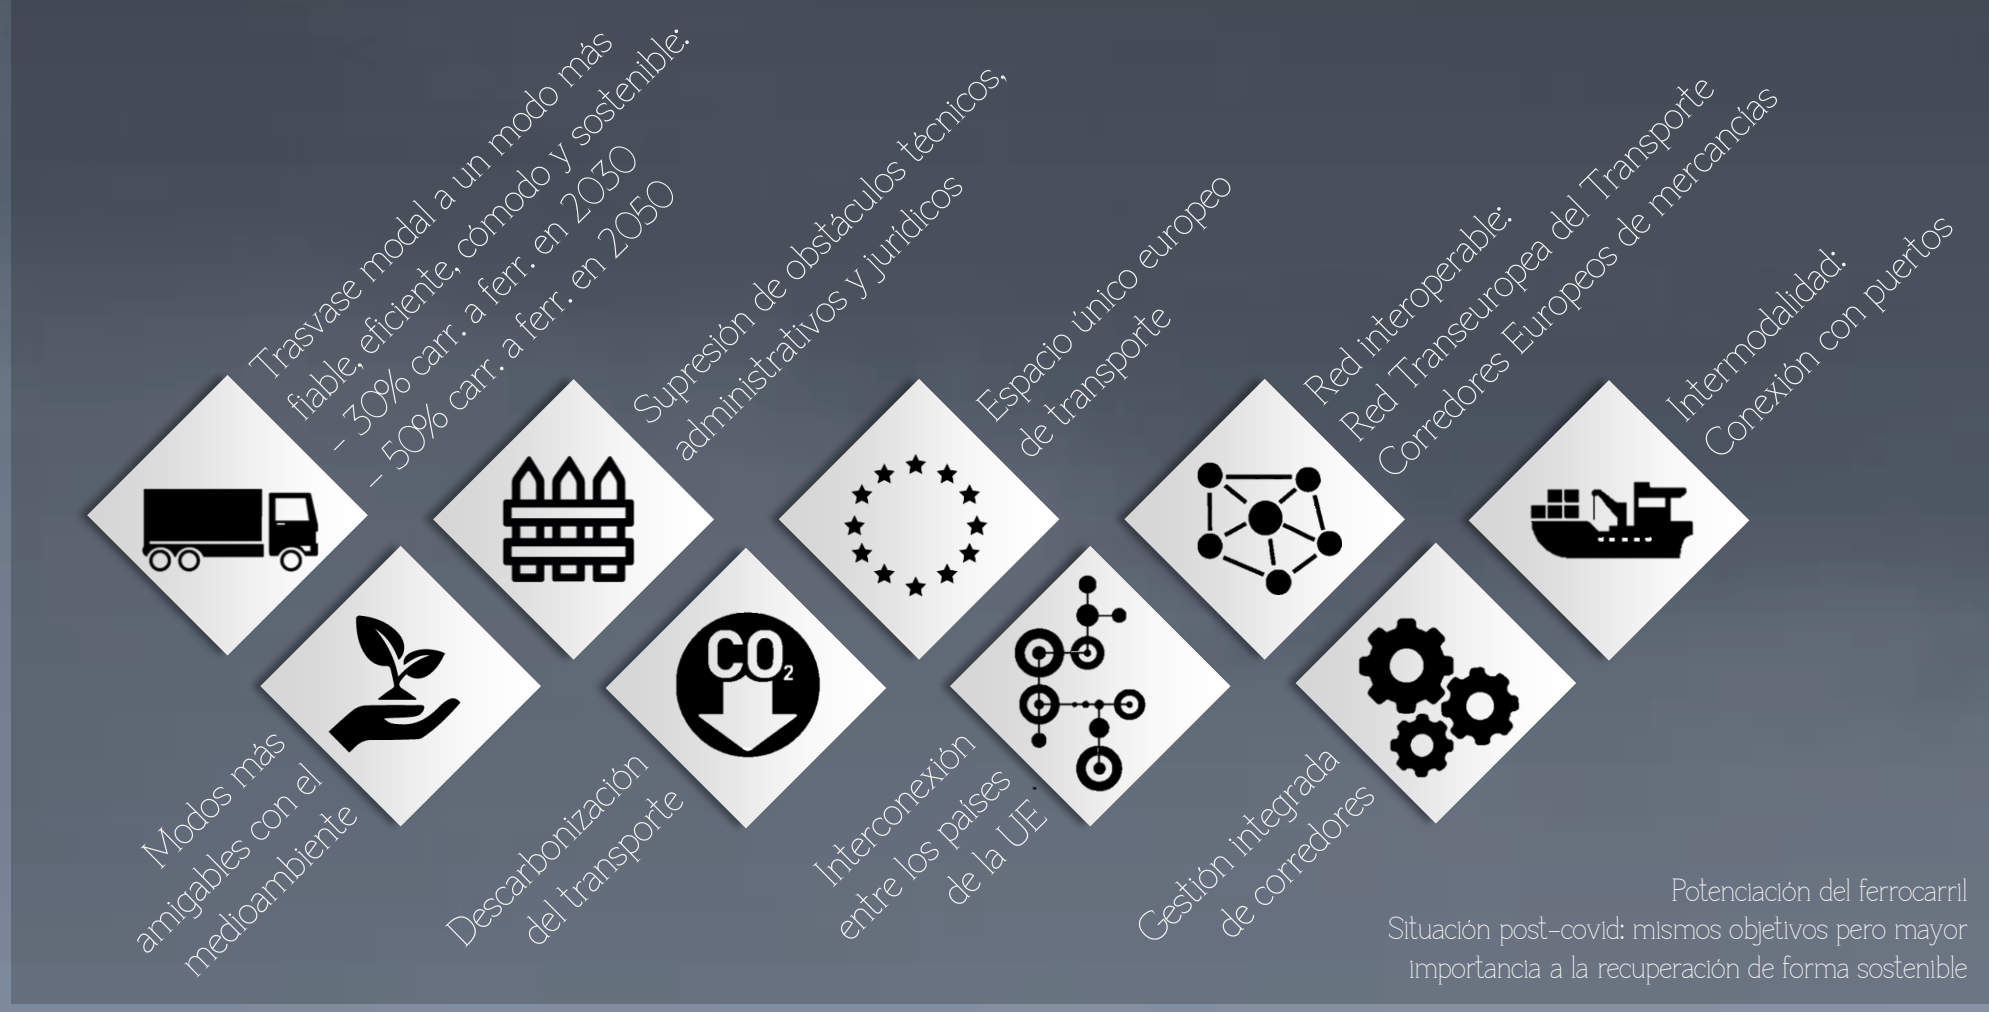 Trasvase modal a un modo más
fiable, eficiente, cómodo y sostenible:
- 30% carr. a ferr. en 2030
- 50% carr. a ferr. en 2050
Supresión de obstáculos técnicos,
administrativos y jurídicos
Espacio único europeo
de transporte
Red interoperable:
Red Transeuropea del Transporte
Corredores Europeos de mercancías
Intermodalidad:
Conexión con puertos
CO2
Modos más
amigables con el
medioambiente
Descarbonización
del transporte
Interconexión
entre los países
de la UE
Gestión integrada
de corredores
Potenciación del ferrocarril
Situación post-covid: mismos objetivos pero mayor
importancia a la recuperación de forma sostenible